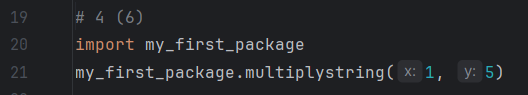 19 # 4 (6)
20 import my_first_package
21 my_first_package.multiplystring( x: 1, y: 5)